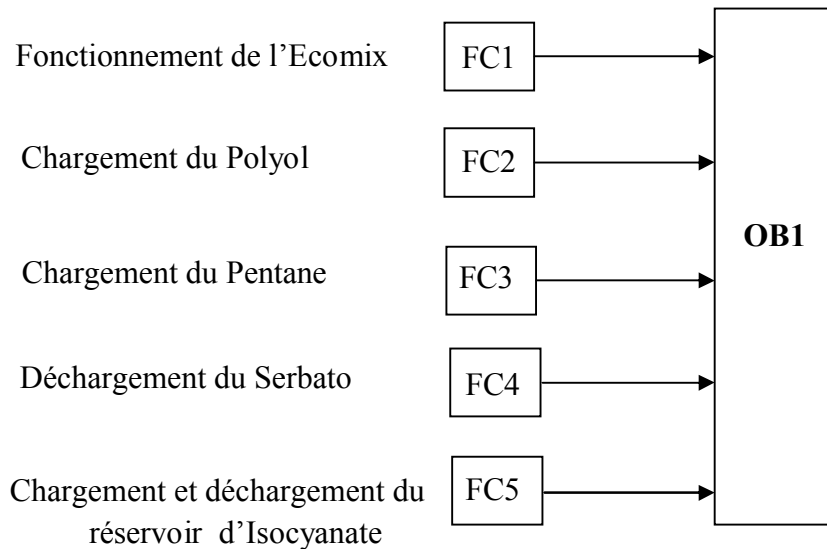 Fonctionnement de l’Ecomix
FC1
Chargement du Polyol
FC2
OB1
Chargement du Pentane
FC3
Déchargement du Serbato
FC4
Chargement et déchargement du
réservoir d’Isocyanate
FC5